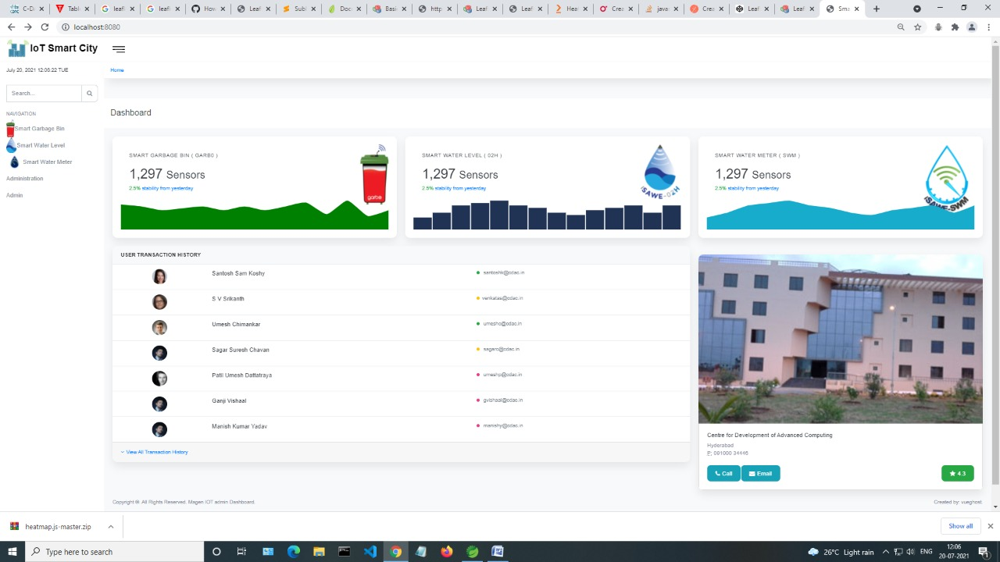 C-D
Tabl
IoT S
How
Sub
Doc
Basi
http
Leaf
Leaf
Hea
Crea
java
Cre
Leaf
Leaf
Sma
localhost:8080
IoT Smart City
July 20, 2021 12:06:22 TUE
Home
Search...
Dashboard
NAVIGATION
Smart Garbage Bin
Smart Water Level
Smart Water Meter
Administration
Admin
SMART GARBAGE BIN ( GARB0 )
1,297 Sensors
2.5% stability from yesterday
garbe
SMART WATER LEVEL ( 02H )
1,297 Sensors
2.5% stability from yesterday
iSAWE-02H
SMART WATER METER ( SWM )
1,297 Sensors
2.5% stability from yesterday
iSAWE-SWM
USER TRANSACTION HISTORY
Santosh Sam Koshy santoshk@cdac.in
S V Srikanth venkatas@cdac.in
Umesh Chimankar umeshc@cdac.in
Sagar Suresh Chavan sagarc@cdac.in
Patil Umesh Dattatraya umeshp@cdac.in
Ganji Vishaal gvishaal@cdac.in
Manish Kumar Yadav manishy@cdac.in
View All Transaction History
Centre for Development of Advanced Computing
Hyderabad
P: 091000 34446
Call Email 4.3
Copyright ©. All Rights Reserved. Magen IOT admin Dashboard. Created by: vueghost.
heatmap.js-master.zip
Show all
Type here to search
26°C Light rain
ENG
12:06
20-07-2021
1